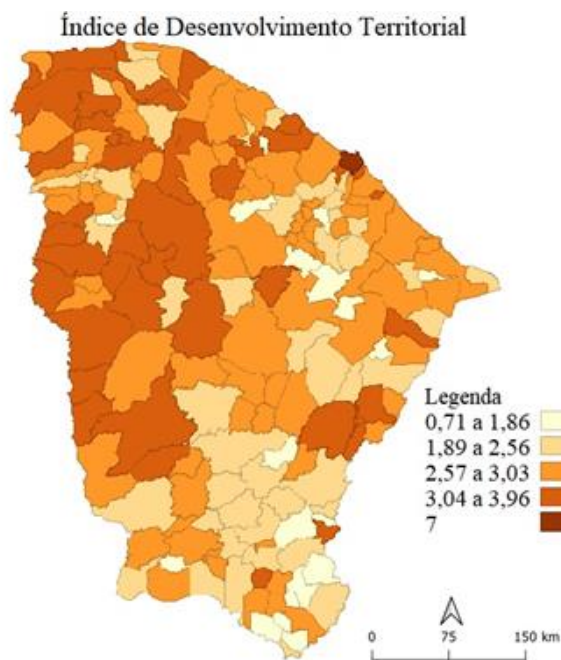 Índice de Desenvolvimento Territorial
Legenda
0,71 a 1,86
1,89 a 2,56
2,57 a 3,03
3,04 a 3,96
7
0 75 150 km